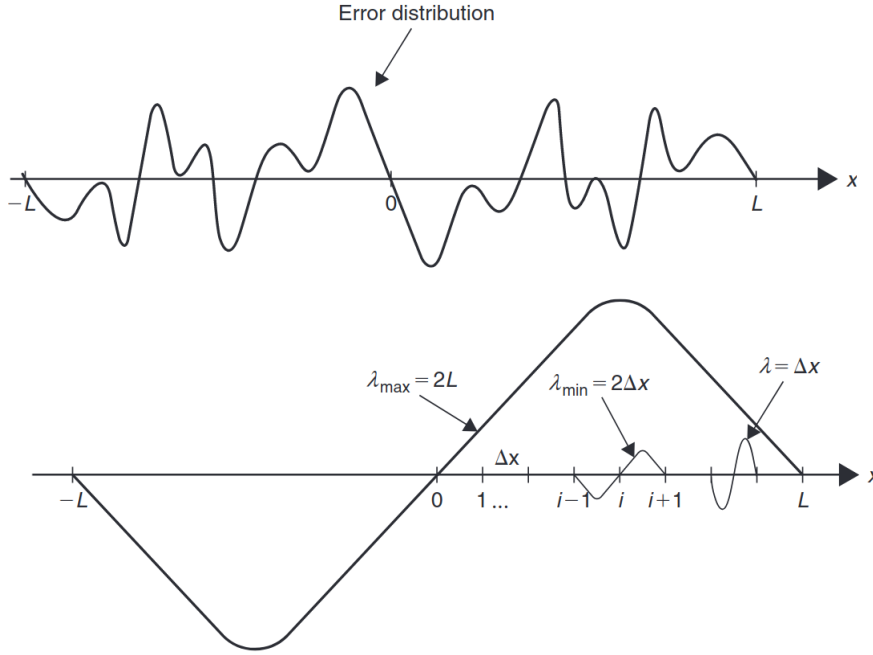 Error distribution
−L 0 L x
λmax = 2L λmin = 2Δx λ = Δx
Δx
−L 0 1 ... i−1 i i+1 L x